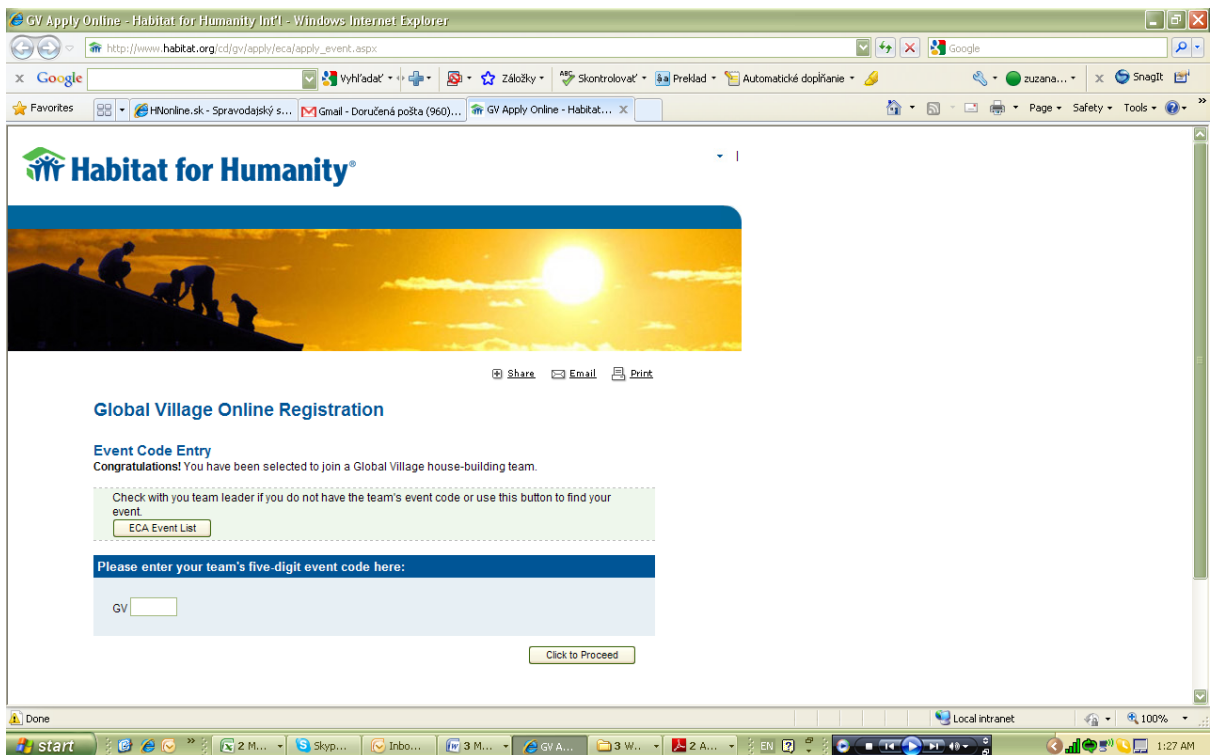 GV Apply Online - Habitat for Humanity Int'l - Windows Internet Explorer
http://www.habitat.org/cd/gv/apply/eca/apply_event.aspx
Google
Google Vyhľadať Záložky Skontrolovať Preklad Automatické dopĺňanie zuzana... SnagIt
Favorites HNonline.sk - Spravodajský s... Gmail - Doručená pošta (960)... GV Apply Online - Habitat... Page Safety Tools
Habitat for Humanity®
Share Email Print
Global Village Online Registration
Event Code Entry
Congratulations! You have been selected to join a Global Village house-building team.
Check with you team leader if you do not have the team's event code or use this button to find your
event.
ECA Event List
Please enter your team's five-digit event code here:
GV
Click to Proceed
Done Local intranet 100%
start 2 M... Skyp... Inbo... 3 M... GV A... 3 W... 2 A... EN 1:27 AM